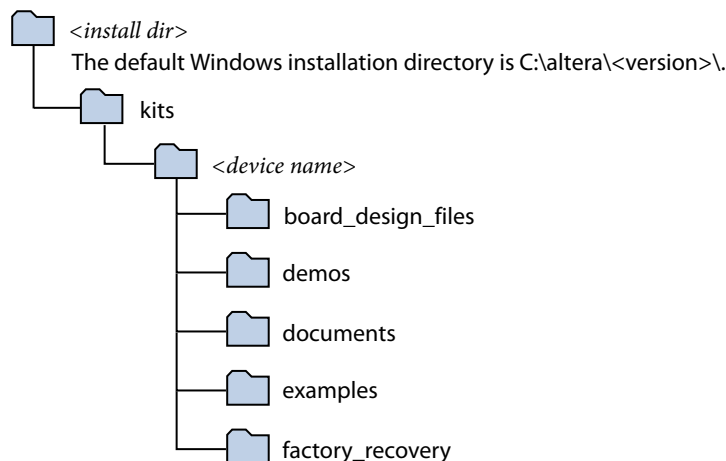 <install dir>
The default Windows installation directory is C:\altera\<version>\.
kits
<device name>
board_design_files
demos
documents
examples
factory_recovery